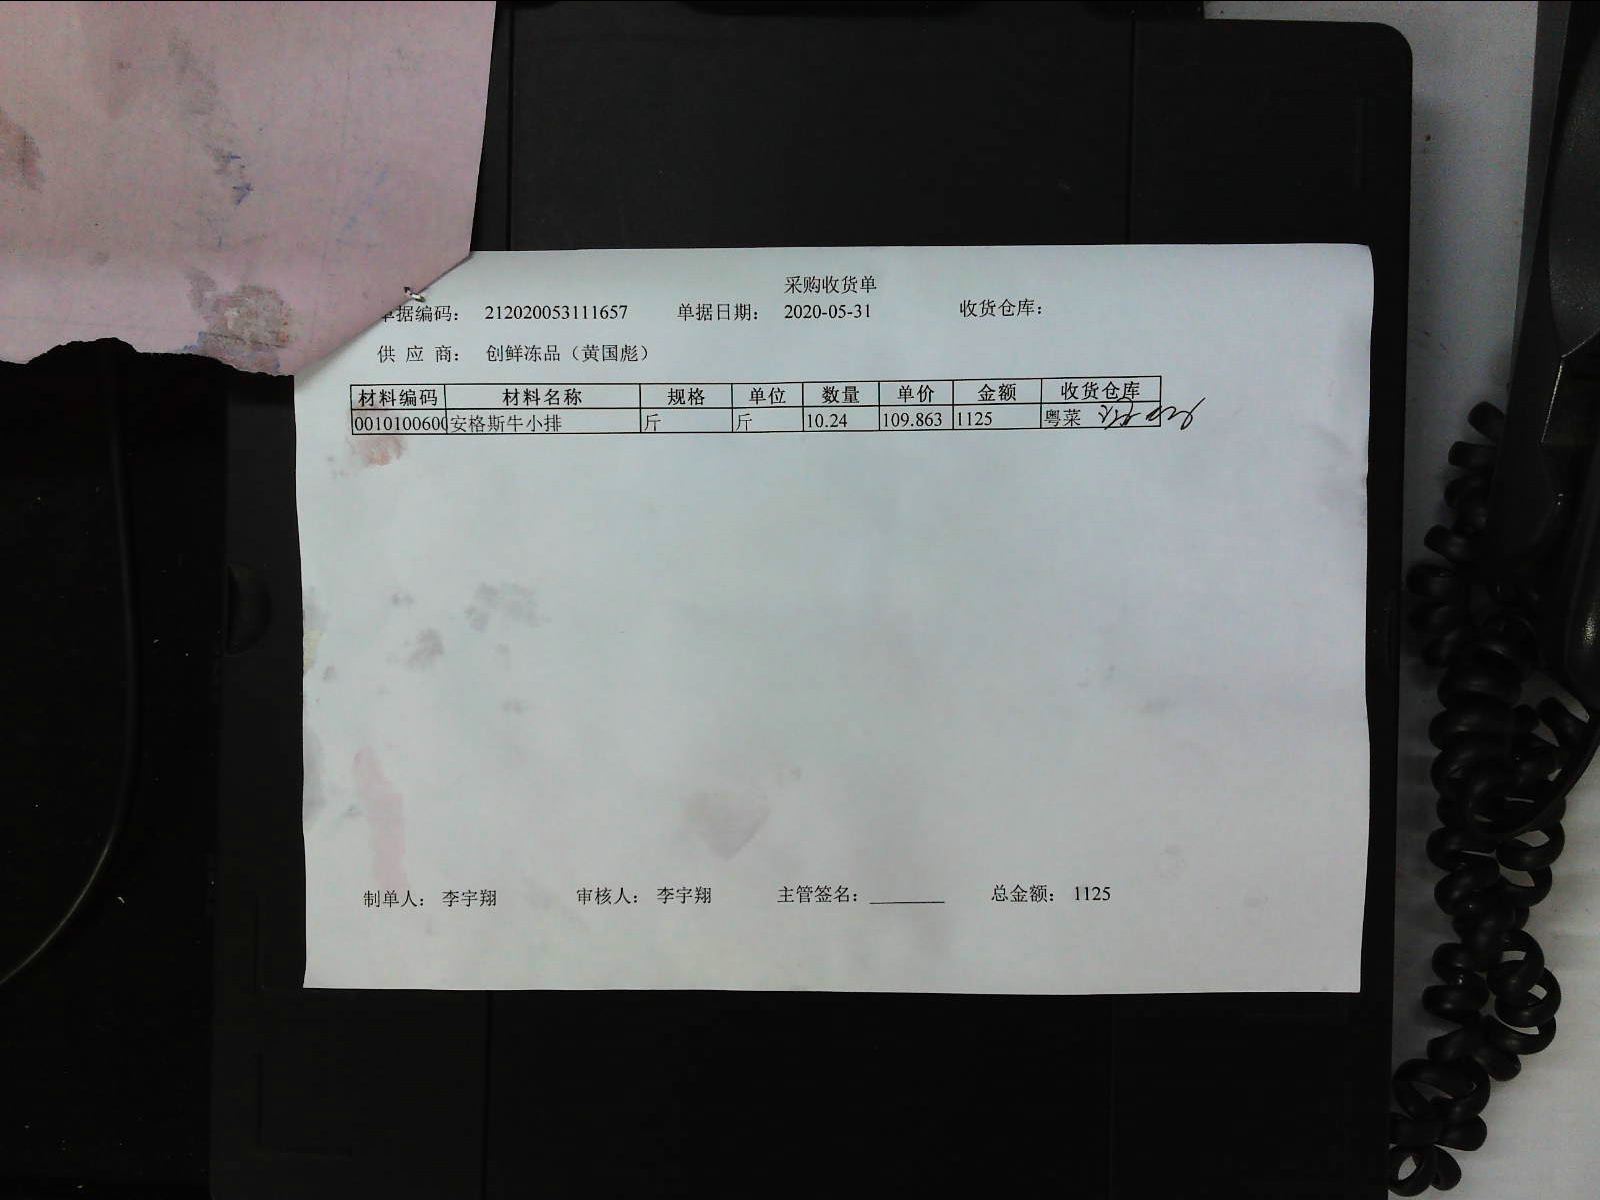 采购收货单
单据编码： 212020053111657 单据日期： 2020-05-31 收货仓库：
供 应 商： 创鲜冻品（黄国彪）
材料编码 材料名称 规格 单位 数量 单价 金额 收货仓库
0010100600 安格斯牛小排 斤 斤 10.24 109.863 1125 粤菜
制单人： 李宇翔 审核人： 李宇翔 主管签名：________ 总金额： 1125